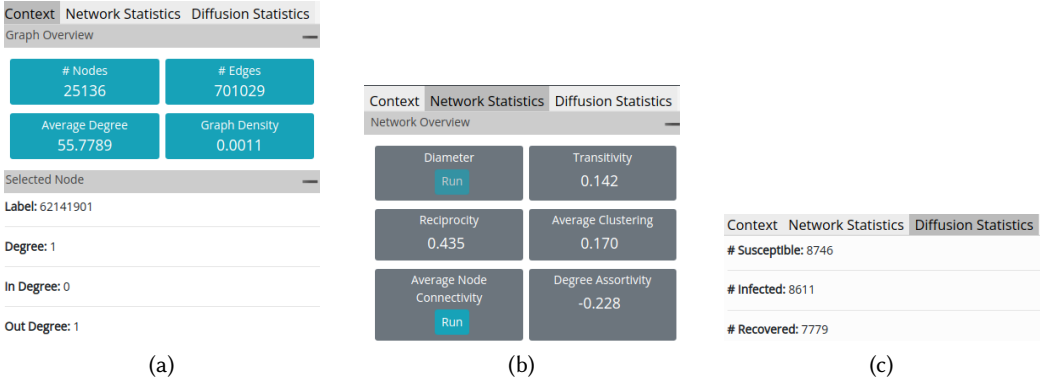 Context Network Statistics Diffusion Statistics
Graph Overview
# Nodes
25136
# Edges
701029
Average Degree
55.7789
Graph Density
0.0011
Selected Node
Label: 62141901
Degree: 1
In Degree: 0
Out Degree: 1
(a)
Context Network Statistics Diffusion Statistics
Network Overview
Diameter
Run
Transitivity
0.142
Reciprocity
0.435
Average Clustering
0.170
Average Node
Connectivity
Run
Degree Assortivity
-0.228
(b)
Context Network Statistics Diffusion Statistics
# Susceptible: 8746
# Infected: 8611
# Recovered: 7779
(c)